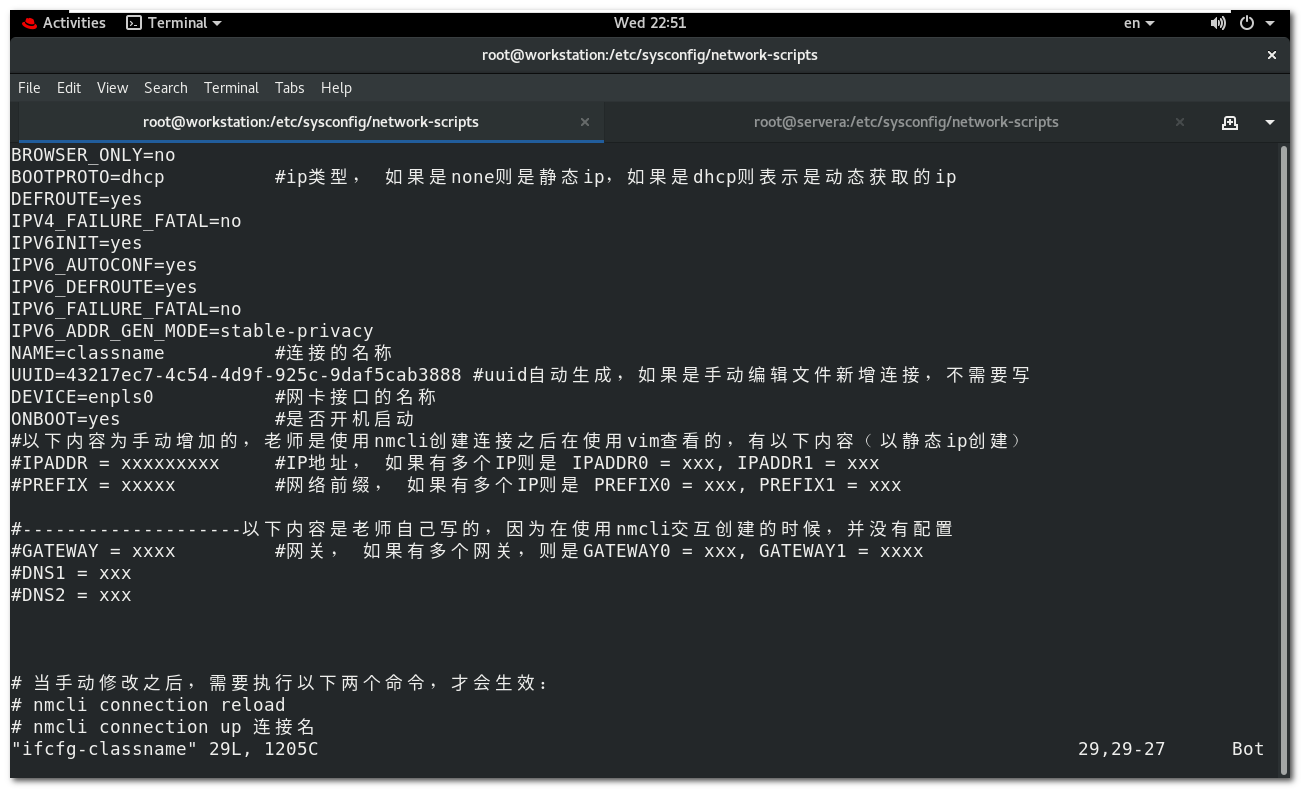 Activities Terminal Wed 22:51 en
root@workstation:/etc/sysconfig/network-scripts ×
File Edit View Search Terminal Tabs Help
root@workstation:/etc/sysconfig/network-scripts × root@servera:/etc/sysconfig/network-scripts ×
BROWSER_ONLY=no
BOOTPROTO=dhcp #ip类型， 如果是none则是静态ip，如果是dhcp则表示是动态获取的ip
DEFROUTE=yes
IPV4_FAILURE_FATAL=no
IPV6INIT=yes
IPV6_AUTOCONF=yes
IPV6_DEFROUTE=yes
IPV6_FAILURE_FATAL=no
IPV6_ADDR_GEN_MODE=stable-privacy
NAME=classname #连接的名称
UUID=43217ec7-4c54-4d9f-925c-9daf5cab3888 #uuid自动生成，如果是手动编辑文件新增连接，不需要写
DEVICE=enpls0 #网卡接口的名称
ONBOOT=yes #是否开机启动
#以下内容为手动增加的，老师是使用nmcli创建连接之后在使用vim查看的，有以下内容（以静态ip创建）
#IPADDR = xxxxxxxxx #IP地址， 如果有多个IP则是 IPADDR0 = xxx, IPADDR1 = xxx
#PREFIX = xxxxx #网络前缀， 如果有多个IP则是 PREFIX0 = xxx, PREFIX1 = xxx
#--------------------以下内容是老师自己写的，因为在使用nmcli交互创建的时候，并没有配置
#GATEWAY = xxxx #网关， 如果有多个网关，则是GATEWAY0 = xxx, GATEWAY1 = xxxx
#DNS1 = xxx
#DNS2 = xxx
# 当手动修改之后，需要执行以下两个命令，才会生效：
# nmcli connection reload
# nmcli connection up 连接名
"ifcfg-classname" 29L, 1205C 29,29-27 Bot